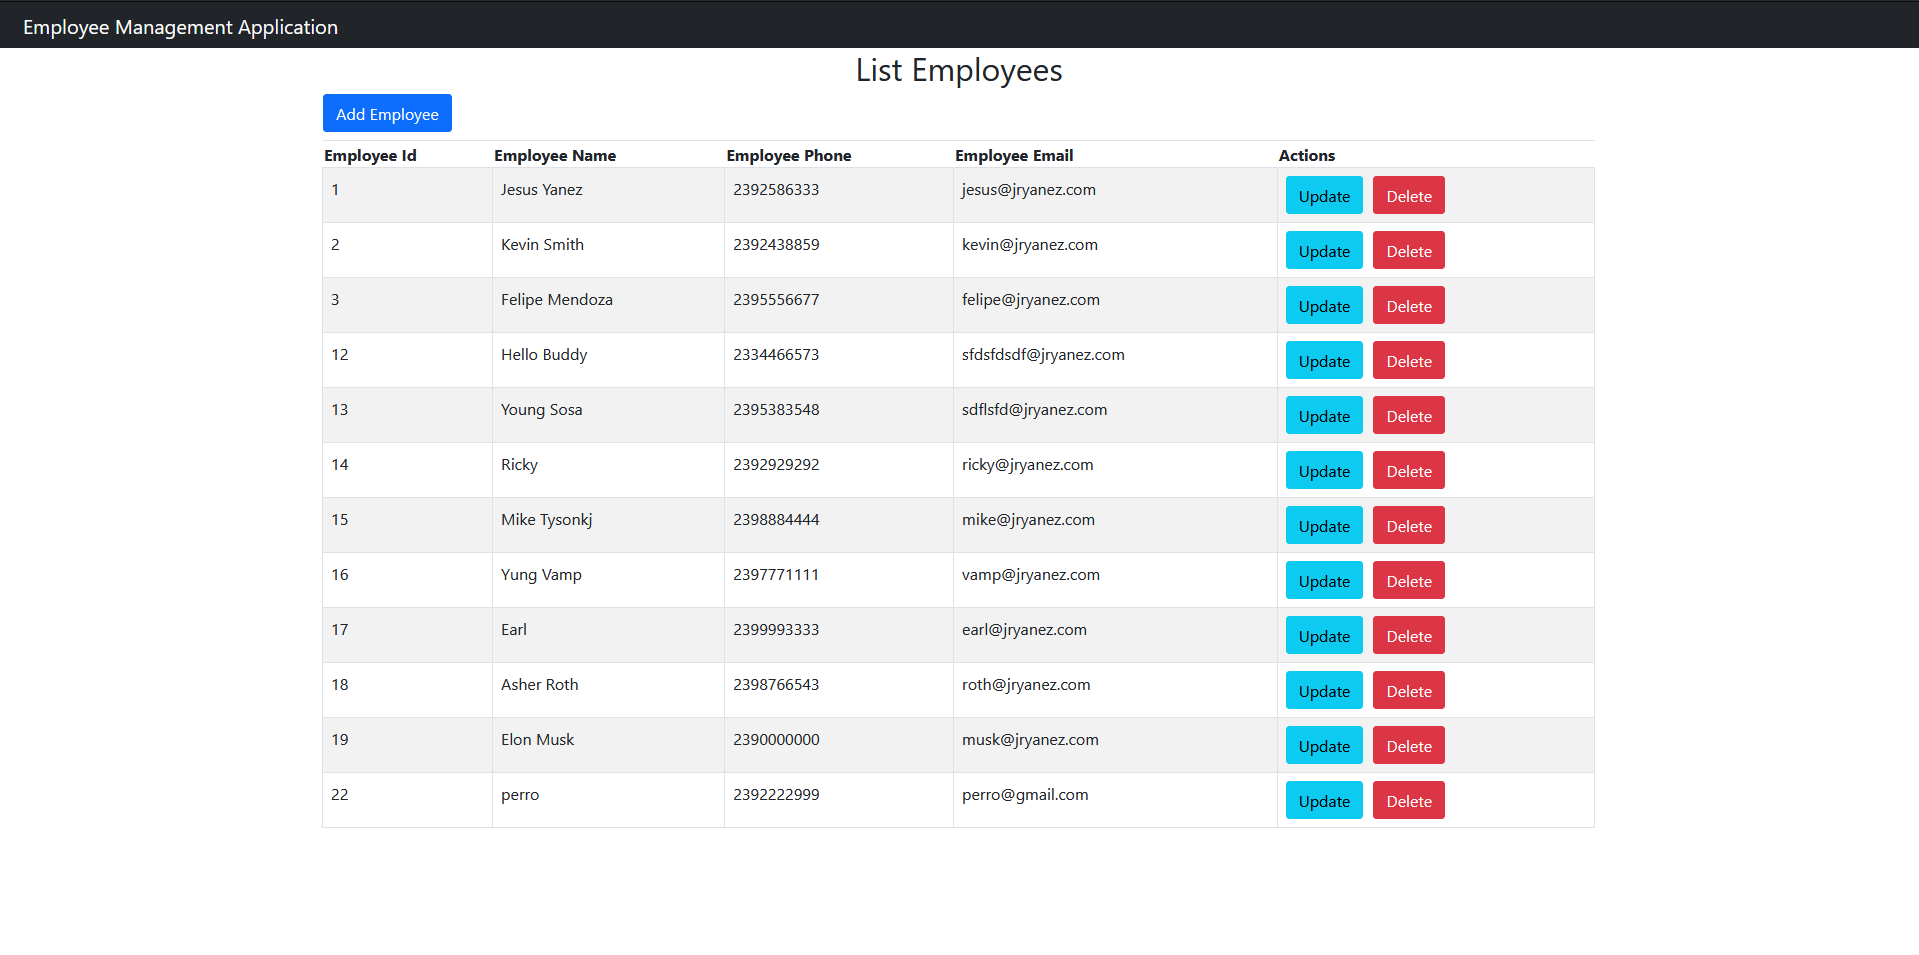 Employee Management Application
List Employees
Add Employee
Employee Id Employee Name Employee Phone Employee Email Actions
1 Jesus Yanez 2392586333 jesus@jryanez.com Update Delete
2 Kevin Smith 2392438859 kevin@jryanez.com Update Delete
3 Felipe Mendoza 2395556677 felipe@jryanez.com Update Delete
12 Hello Buddy 2334466573 sfdsfdsdf@jryanez.com Update Delete
13 Young Sosa 2395383548 sdflsfd@jryanez.com Update Delete
14 Ricky 2392929292 ricky@jryanez.com Update Delete
15 Mike Tysonkj 2398884444 mike@jryanez.com Update Delete
16 Yung Vamp 2397771111 vamp@jryanez.com Update Delete
17 Earl 2399993333 earl@jryanez.com Update Delete
18 Asher Roth 2398766543 roth@jryanez.com Update Delete
19 Elon Musk 2390000000 musk@jryanez.com Update Delete
22 perro 2392222999 perro@gmail.com Update Delete